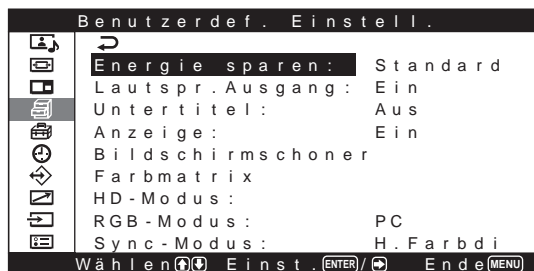 Benutzerdef. Einstell.
Energie sparen: Standard
Lautspr.Ausgang: Ein
Untertitel: Aus
Anzeige: Ein
Bildschirmschoner
Farbmatrix
HD-Modus:
RGB-Modus: PC
Sync-Modus: H.Farbdi
Wählen Einst. ENTER / Ende MENU